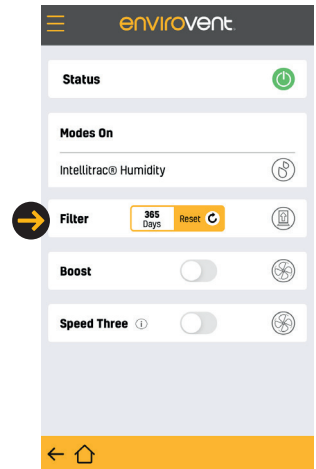 envirovent
Status
Modes On
Intellitrac® Humidity
Filter
365
Days
Reset
Boost
Speed Three